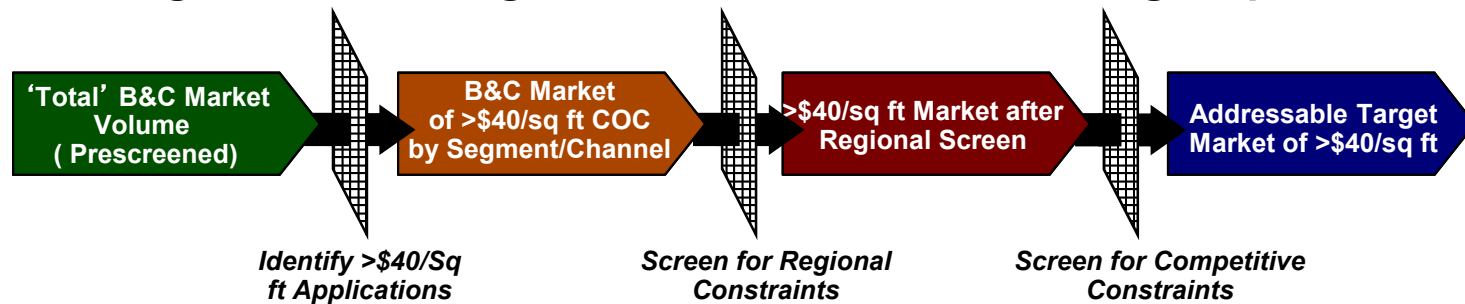 ‘Total’ B&C Market
Volume
( Prescreened)
B&C Market
of >$40/sq ft COC
by Segment/Channel
>$40/sq ft Market after
Regional Screen
Addressable Target
Market of >$40/sq ft
Identify >$40/Sq
ft Applications
Screen for Regional
Constraints
Screen for Competitive
Constraints